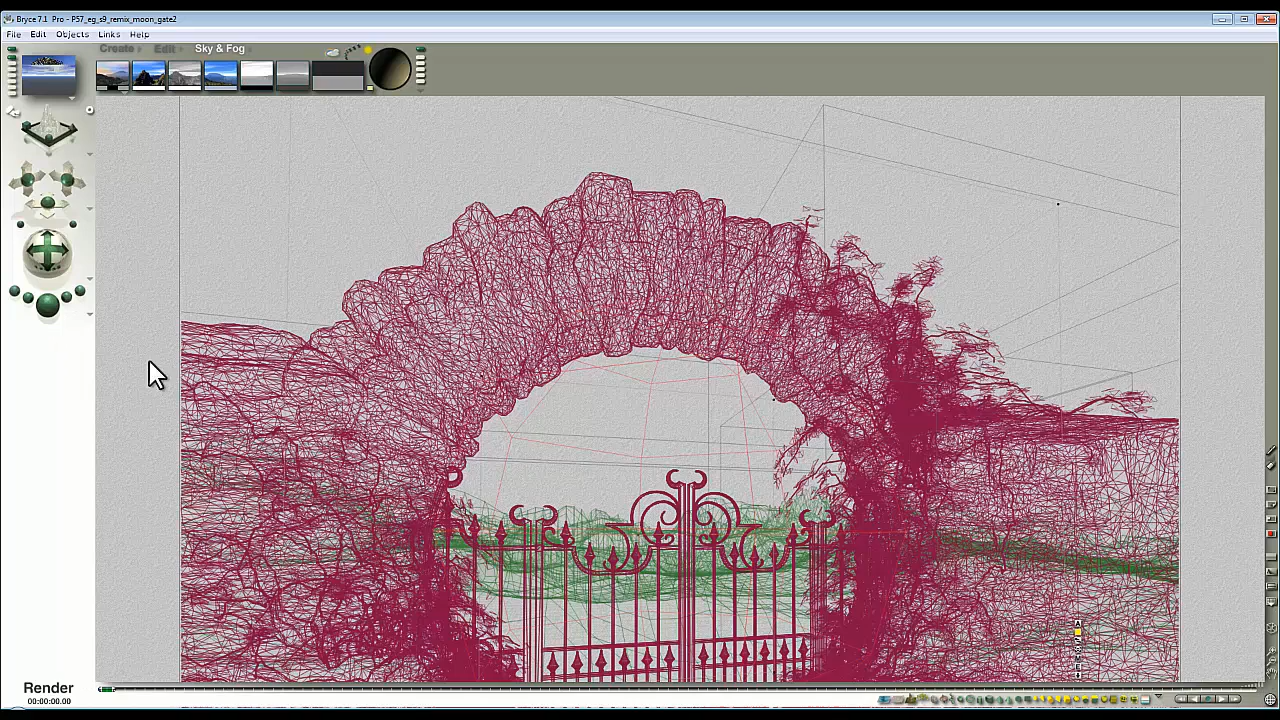 Bryce 7.1 Pro - P57_eg_s9_remix_moon_gate2
File Edit Objects Links Help
Create Edit Sky & Fog
Render
00:00:00.00